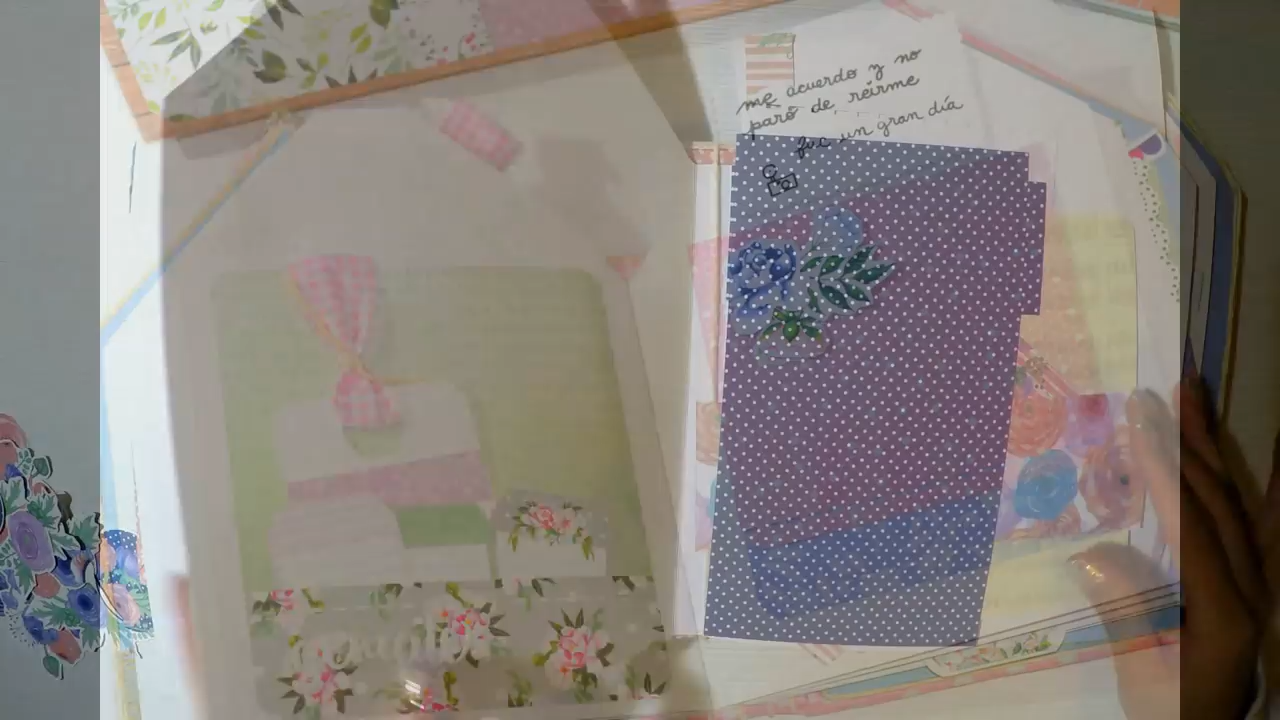 me acuerdo y no
paro de reírme
fue un gran día